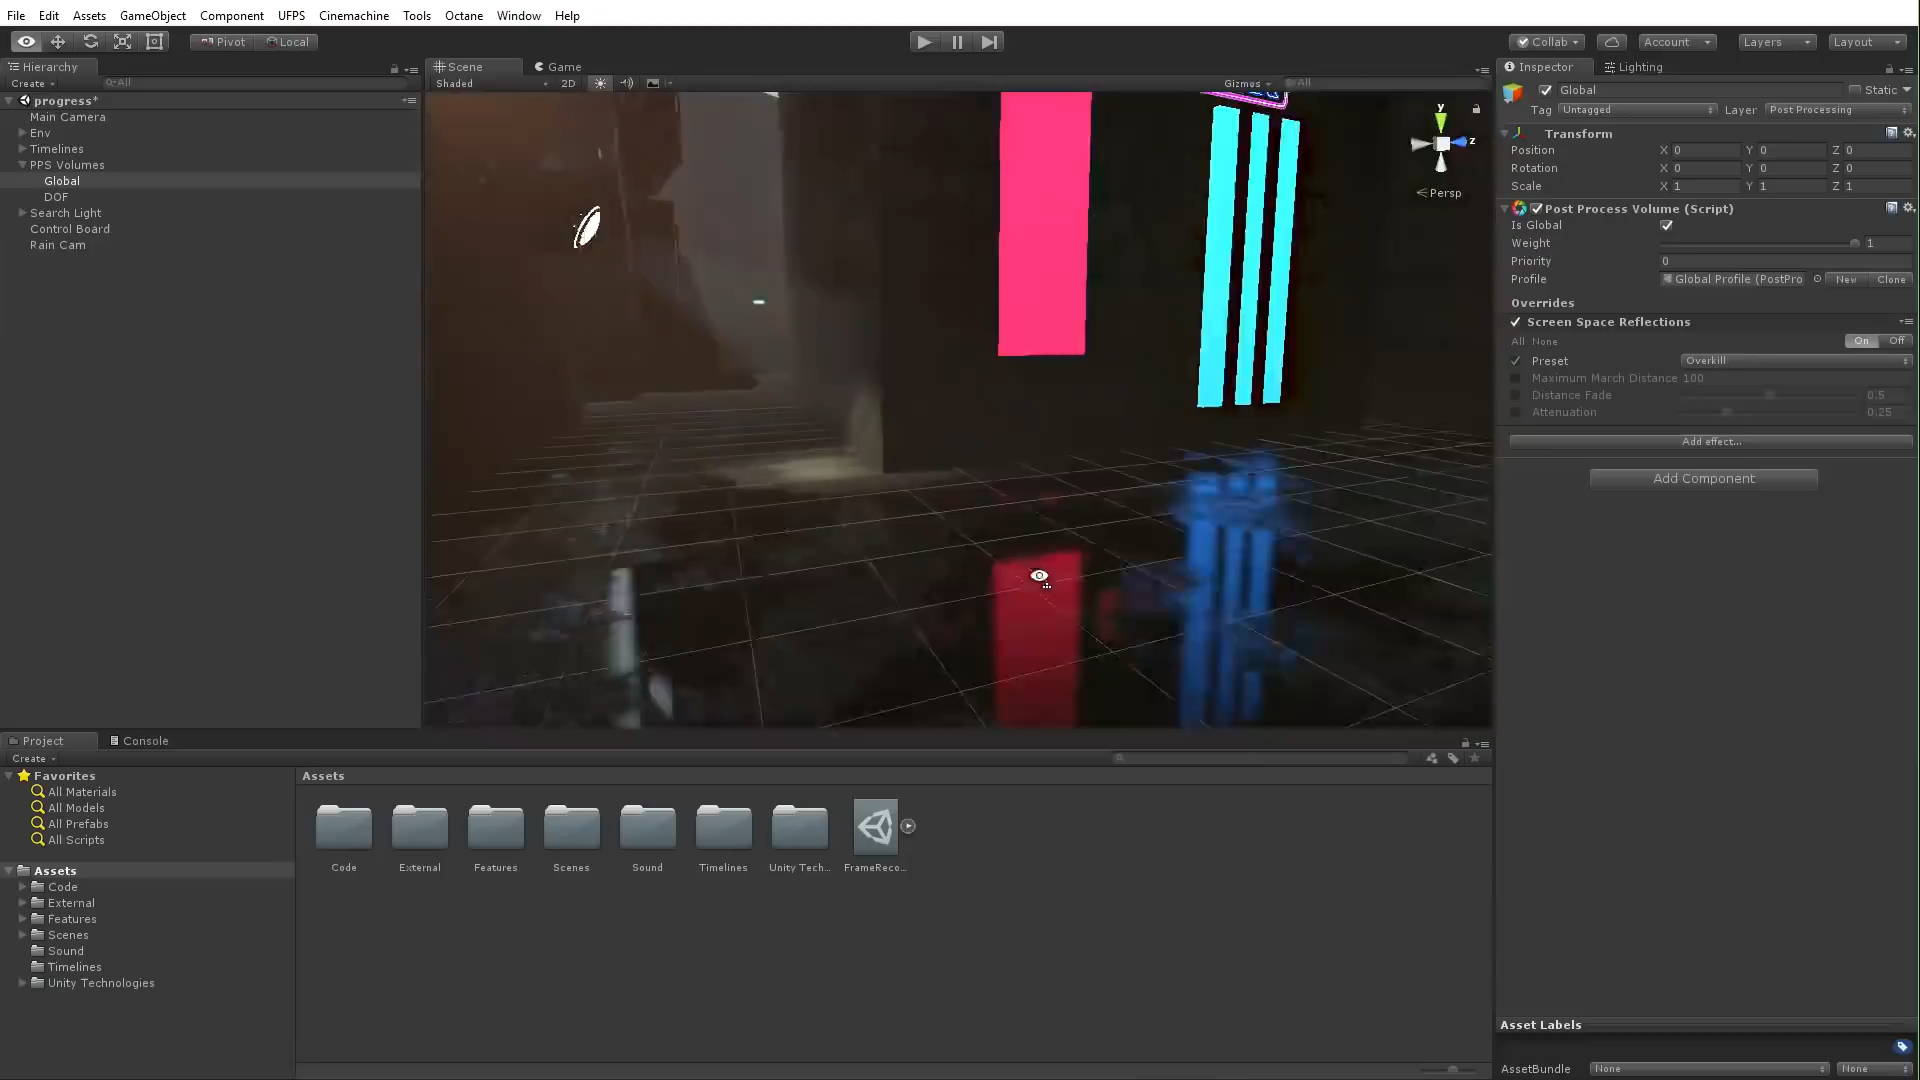 File Edit Assets GameObject Component UFPS Cinemachine Tools Octane Window Help
Pivot Local
Collab Account Layers Layout
Hierarchy
Create All
progress*
Main Camera
Env
Timelines
PPS Volumes
Global
DOF
Search Light
Control Board
Rain Cam
Scene Game
Shaded 2D Gizmos All
y
z
Persp
Inspector Lighting
Global Static
Tag Untagged Layer Post Processing
Transform
Position X 0 Y 0 Z 0
Rotation X 0 Y 0 Z 0
Scale X 1 Y 1 Z 1
Post Process Volume (Script)
Is Global
Weight 1
Priority 0
Profile Global Profile (PostPro New Clone
Overrides
Screen Space Reflections
All None On Off
Preset Overkill
Maximum March Distance 100
Distance Fade 0.5
Attenuation 0.25
Add effect...
Add Component
Project Console
Create
Favorites
All Materials
All Models
All Prefabs
All Scripts
Assets
Code
External
Features
Scenes
Sound
Timelines
Unity Technologies
Assets
Code External Features Scenes Sound Timelines Unity Tech... FrameReco...
Asset Labels
AssetBundle None None